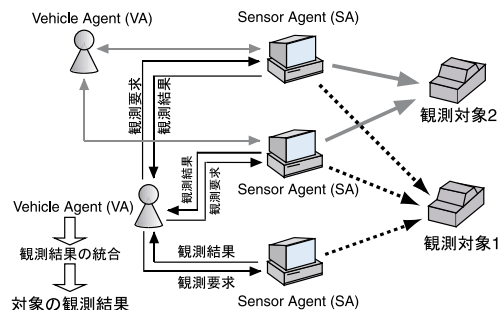 Vehicle Agent (VA)
Sensor Agent (SA)
観測要求
観測結果
観測対象2
Sensor Agent (SA)
観測結果
観測要求
Vehicle Agent (VA)
観測結果の統合
対象の観測結果
観測結果
観測要求
Sensor Agent (SA)
観測対象1